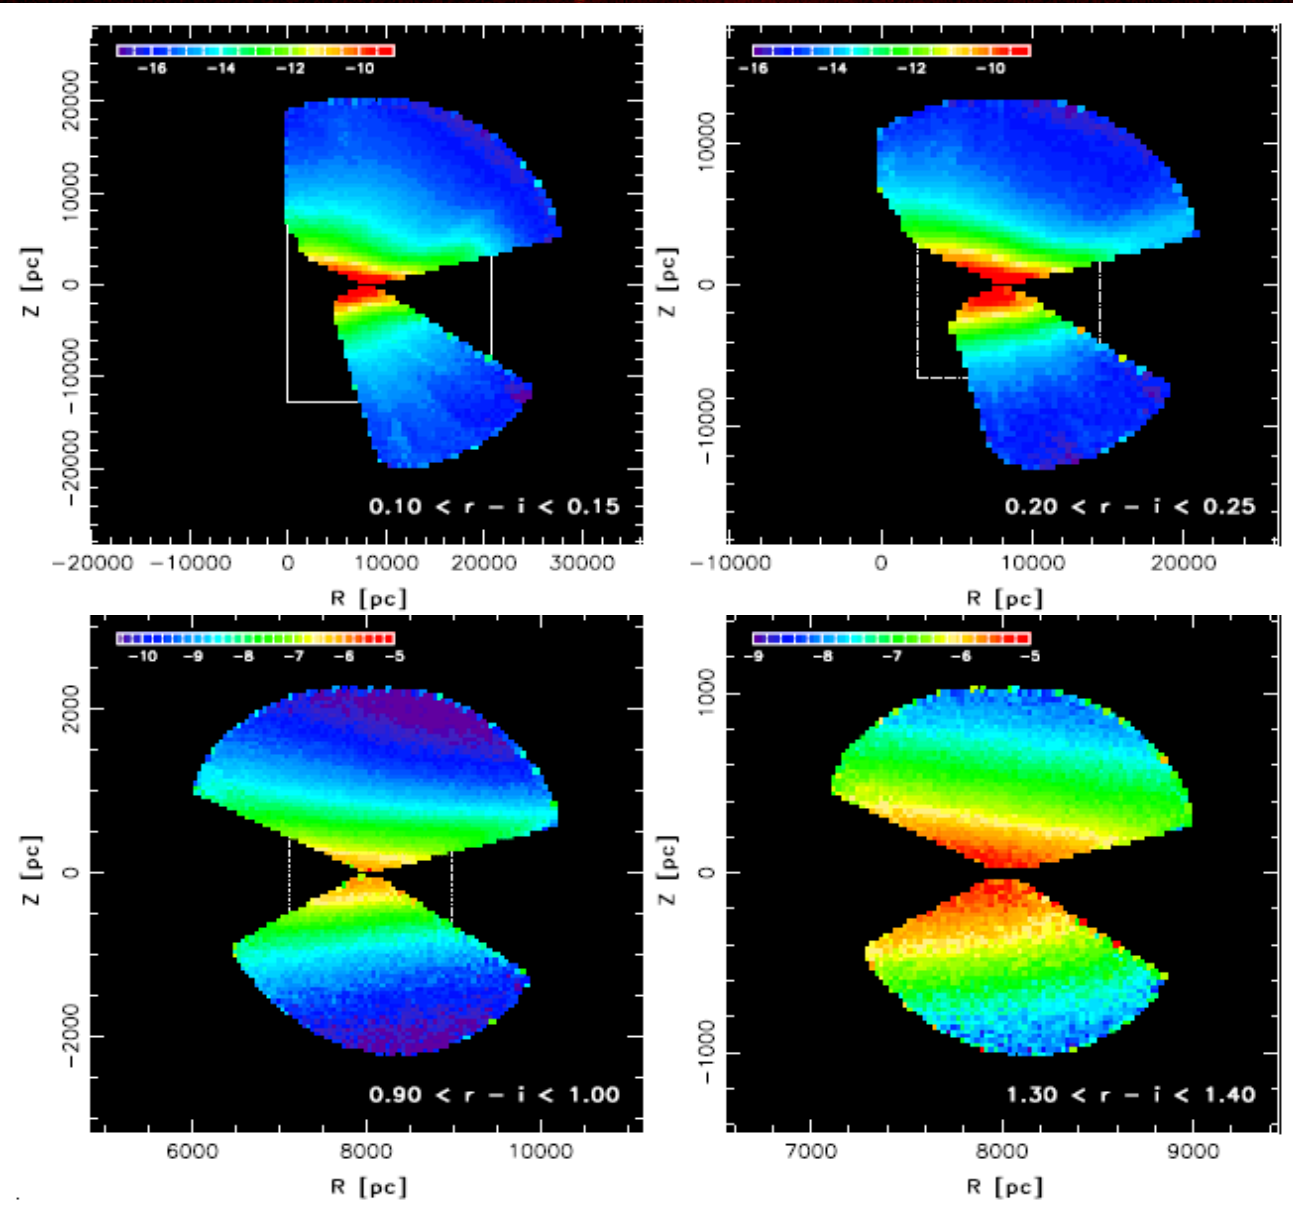 -16 -14 -12 -10
20000
10000
0
-10000
-20000
Z [pc]
0.10 < r - i < 0.15
-20000 -10000 0 10000 20000 30000
R [pc]
-16 -14 -12 -10
10000
0
-10000
Z [pc]
0.20 < r - i < 0.25
-10000 0 10000 20000
R [pc]
-10 -9 -8 -7 -6 -5
2000
0
-2000
Z [pc]
0.90 < r - i < 1.00
6000 8000 10000
R [pc]
-9 -8 -7 -6 -5
1000
0
-1000
Z [pc]
1.30 < r - i < 1.40
7000 8000 9000
R [pc]